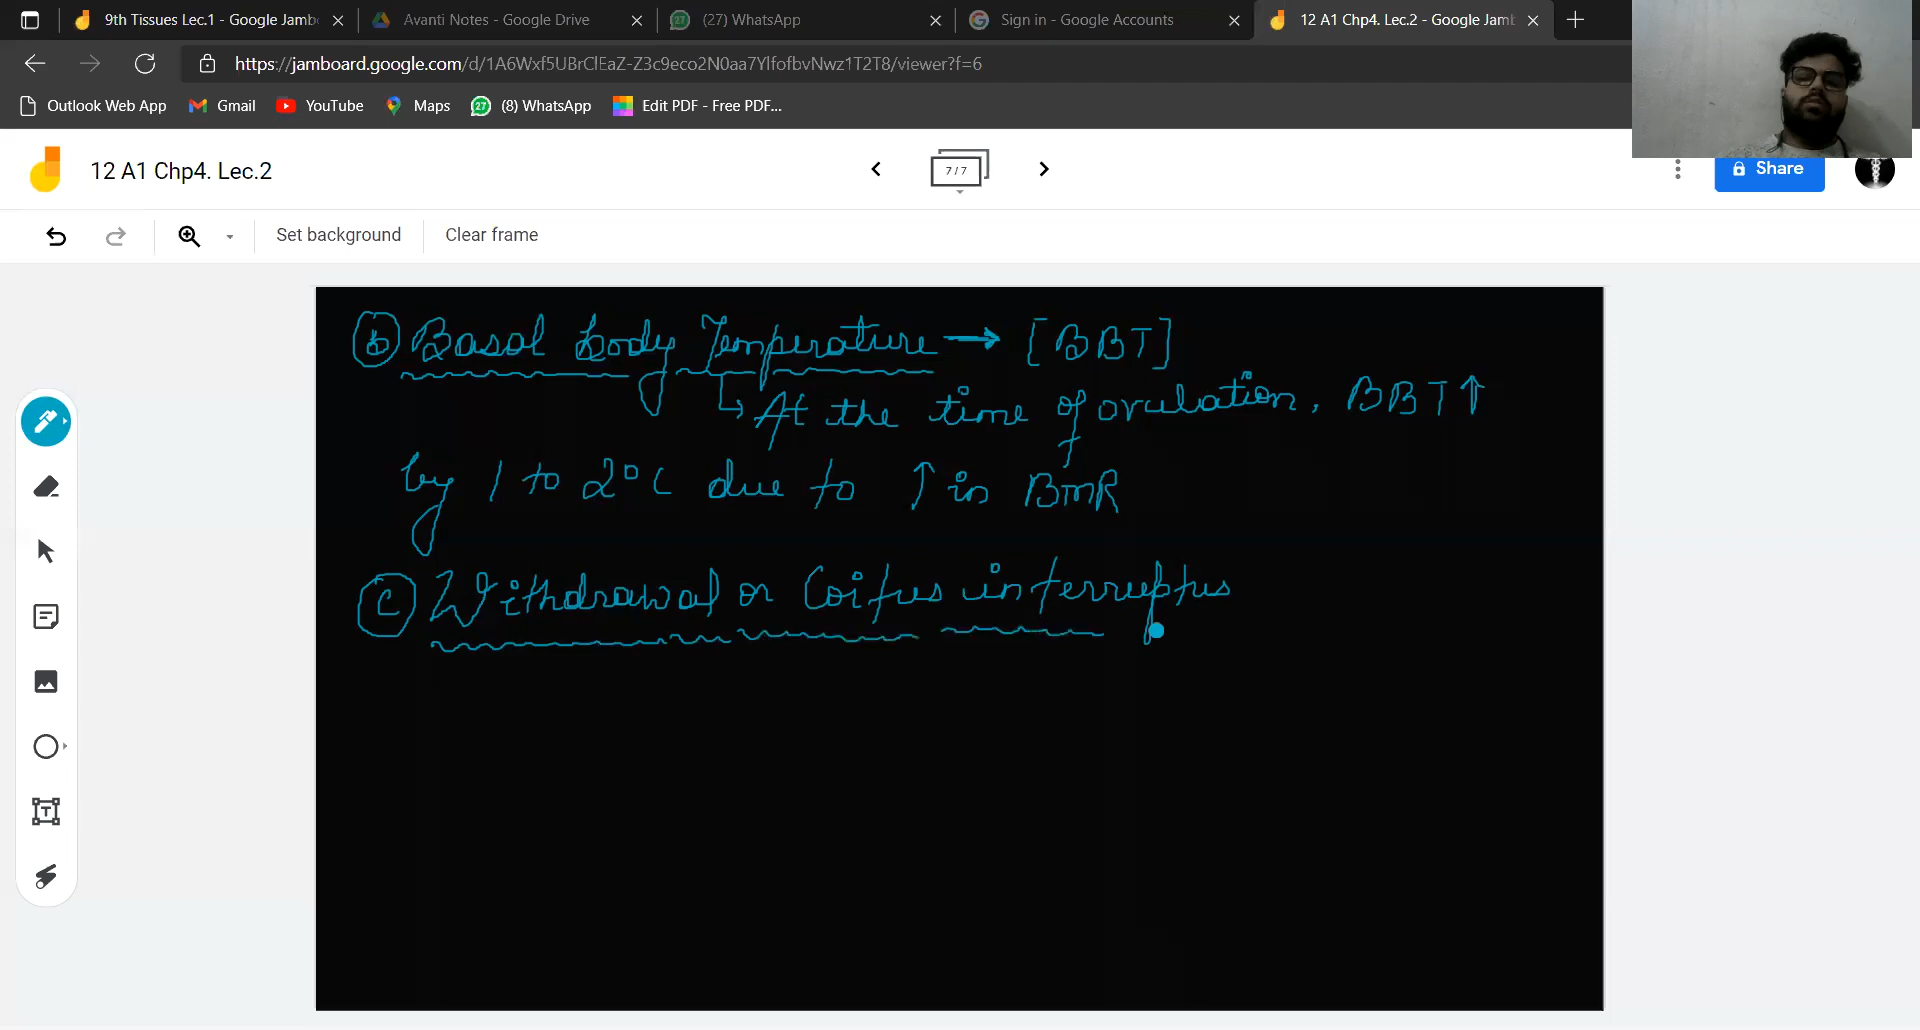 9th Tissues Lec.1 - Google Jamb
Avanti Notes - Google Drive
(27) WhatsApp
Sign in - Google Accounts
12 A1 Chp4. Lec.2 - Google Jamb
https://jamboard.google.com/d/1A6Wxf5UBrClEaZ-Z3c9eco2N0aa7YlfofbvNwz1T2T8/viewer?f=6
Outlook Web App
Gmail
YouTube
Maps
27
(8) WhatsApp
Edit PDF - Free PDF...
12 A1 Chp4. Lec.2
7 / 7
Share
Set background
Clear frame
b Basal body Temperature → [BBT]
↳ At the time of ovulation, BBT ↑
by 1 to 2°C due to ↑ in BMR
C Withdrawal or Coitus interruptus